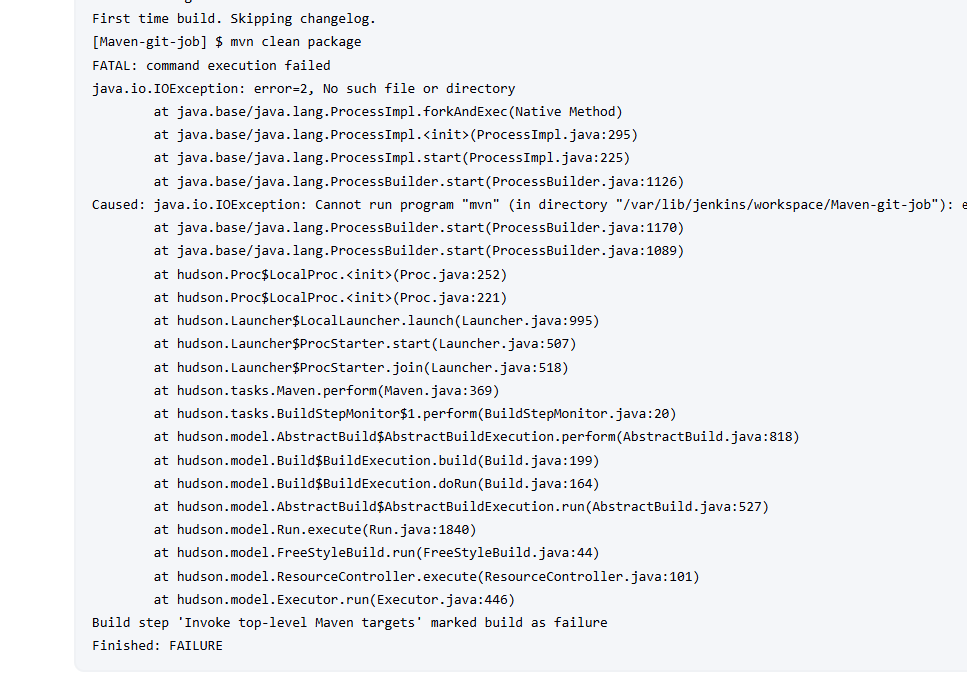 First time build. Skipping changelog.
[Maven-git-job] $ mvn clean package
FATAL: command execution failed
java.io.IOException: error=2, No such file or directory
	at java.base/java.lang.ProcessImpl.forkAndExec(Native Method)
	at java.base/java.lang.ProcessImpl.<init>(ProcessImpl.java:295)
	at java.base/java.lang.ProcessImpl.start(ProcessImpl.java:225)
	at java.base/java.lang.ProcessBuilder.start(ProcessBuilder.java:1126)
Caused: java.io.IOException: Cannot run program "mvn" (in directory "/var/lib/jenkins/workspace/Maven-git-job"): e
	at java.base/java.lang.ProcessBuilder.start(ProcessBuilder.java:1170)
	at java.base/java.lang.ProcessBuilder.start(ProcessBuilder.java:1089)
	at hudson.Proc$LocalProc.<init>(Proc.java:252)
	at hudson.Proc$LocalProc.<init>(Proc.java:221)
	at hudson.Launcher$LocalLauncher.launch(Launcher.java:995)
	at hudson.Launcher$ProcStarter.start(Launcher.java:507)
	at hudson.Launcher$ProcStarter.join(Launcher.java:518)
	at hudson.tasks.Maven.perform(Maven.java:369)
	at hudson.tasks.BuildStepMonitor$1.perform(BuildStepMonitor.java:20)
	at hudson.model.AbstractBuild$AbstractBuildExecution.perform(AbstractBuild.java:818)
	at hudson.model.Build$BuildExecution.build(Build.java:199)
	at hudson.model.Build$BuildExecution.doRun(Build.java:164)
	at hudson.model.AbstractBuild$AbstractBuildExecution.run(AbstractBuild.java:527)
	at hudson.model.Run.execute(Run.java:1840)
	at hudson.model.FreeStyleBuild.run(FreeStyleBuild.java:44)
	at hudson.model.ResourceController.execute(ResourceController.java:101)
	at hudson.model.Executor.run(Executor.java:446)
Build step 'Invoke top-level Maven targets' marked build as failure
Finished: FAILURE